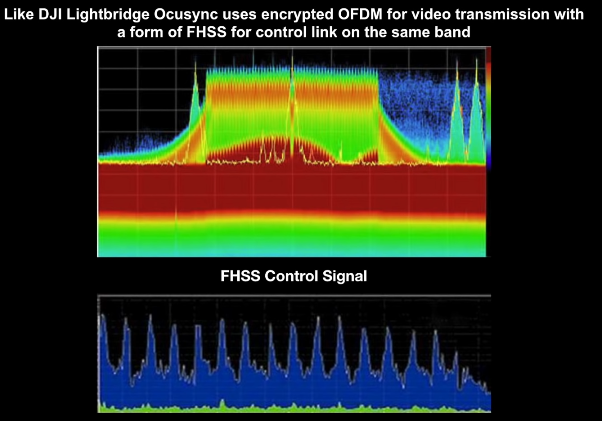 Like DJI Lightbridge Ocusync uses encrypted OFDM for video transmission with
a form of FHSS for control link on the same band
FHSS Control Signal